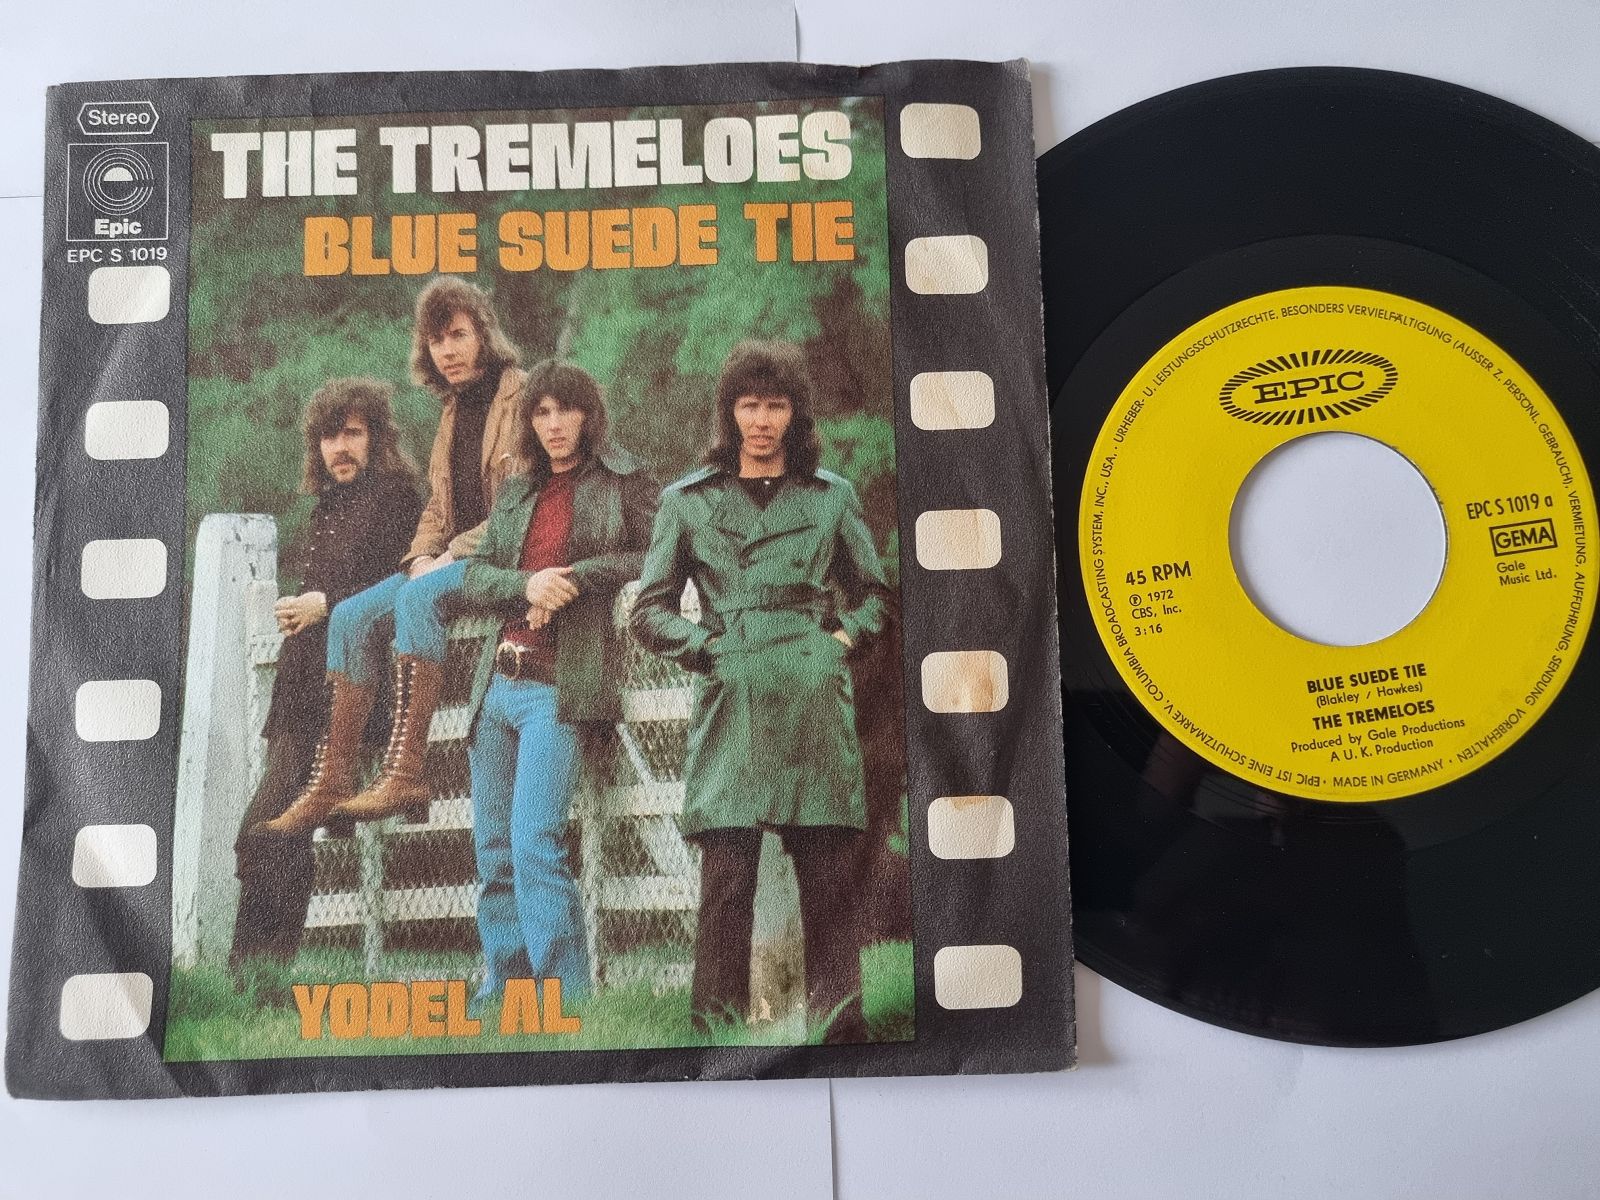 Stereo
Epic
EPC S 1019
THE TREMELOES
BLUE SUEDE TIE
YODEL AL
EPIC
EPC S 1019 a
GEMA
Gale
Music Ltd.
45 RPM
℗ 1972
CBS, Inc.
3:16
BLUE SUEDE TIE
(Blakley / Hawkes)
THE TREMELOES
Produced by Gale Productions
A U.K. Production
EPIC IST EINE SCHUTZMARKE V. COLUMBIA BROADCASTING SYSTEM, INC., USA. · URHEBER- U. LEISTUNGSSCHUTZRECHTE, BESONDERS VERVIELFÄLTIGUNG (AUSSER Z. PERSÖNL. GEBRAUCH), VERMIETUNG, AUFFÜHRUNG, SENDUNG VORBEHALTEN · MADE IN GERMANY ·